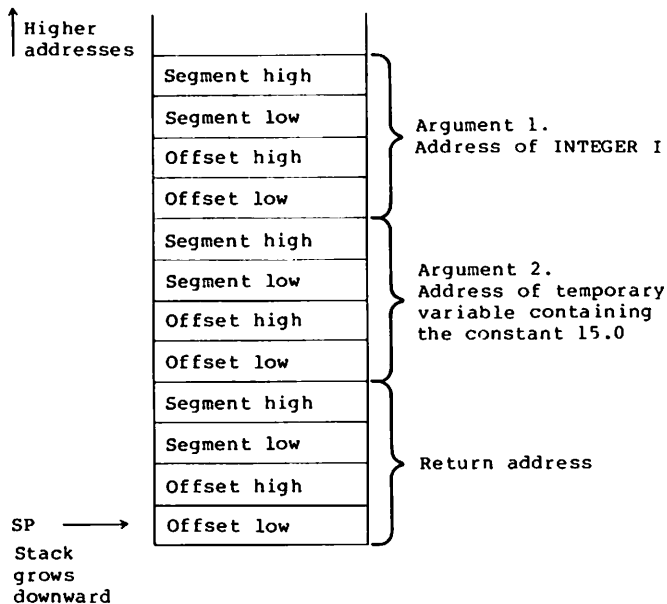 Higher
addresses
Segment high
Segment low
Offset high
Offset low
Argument 1.
Address of INTEGER I
Segment high
Segment low
Offset high
Offset low
Argument 2.
Address of temporary
variable containing
the constant 15.0
Segment high
Segment low
Offset high
Offset low
Return address
SP
Stack
grows
downward